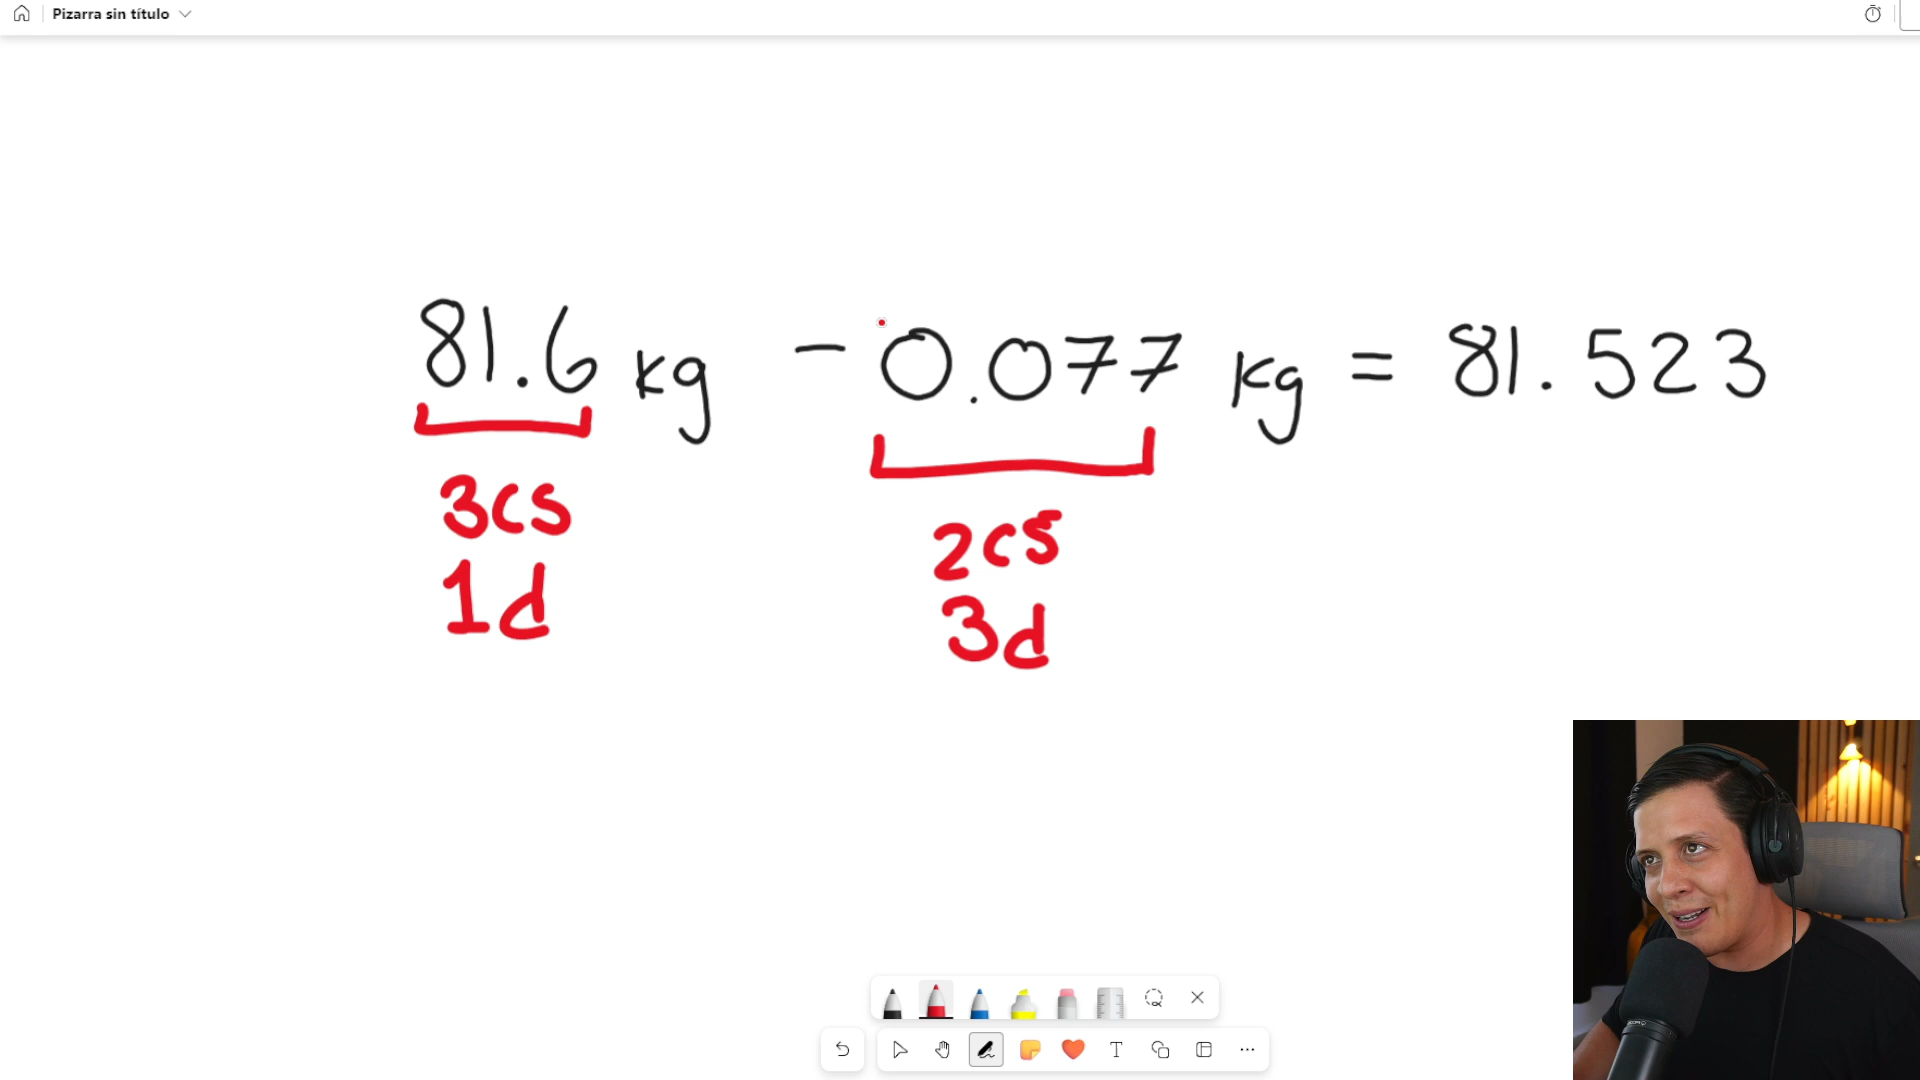 Pizarra sin título
81.6 kg - 0.077 kg = 81.523
3cs
1d
2cs
3d
T